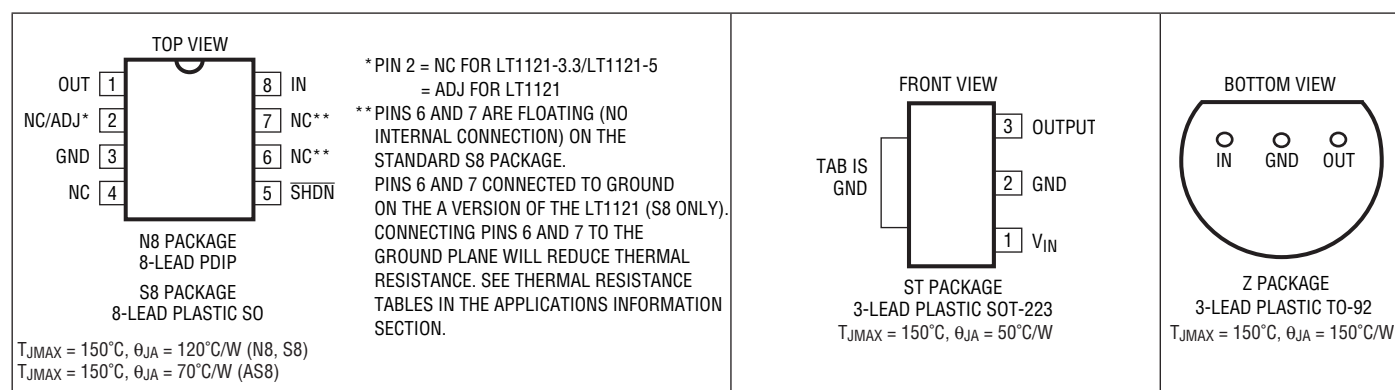 TOP VIEW
OUT 1
8 IN
NC/ADJ* 2
7 NC**
GND 3
6 NC**
NC 4
5 SHDN
N8 PACKAGE
8-LEAD PDIP
S8 PACKAGE
8-LEAD PLASTIC SO
TJMAX = 150°C, θJA = 120°C/W (N8, S8)
TJMAX = 150°C, θJA = 70°C/W (AS8)
*PIN 2 = NC FOR LT1121-3.3/LT1121-5
= ADJ FOR LT1121
**PINS 6 AND 7 ARE FLOATING (NO
INTERNAL CONNECTION) ON THE
STANDARD S8 PACKAGE.
PINS 6 AND 7 CONNECTED TO GROUND
ON THE A VERSION OF THE LT1121 (S8 ONLY).
CONNECTING PINS 6 AND 7 TO THE
GROUND PLANE WILL REDUCE THERMAL
RESISTANCE. SEE THERMAL RESISTANCE
TABLES IN THE APPLICATIONS INFORMATION
SECTION.
FRONT VIEW
3 OUTPUT
TAB IS
GND
2 GND
1 VIN
ST PACKAGE
3-LEAD PLASTIC SOT-223
TJMAX = 150°C, θJA = 50°C/W
BOTTOM VIEW
IN GND OUT
Z PACKAGE
3-LEAD PLASTIC TO-92
TJMAX = 150°C, θJA = 150°C/W